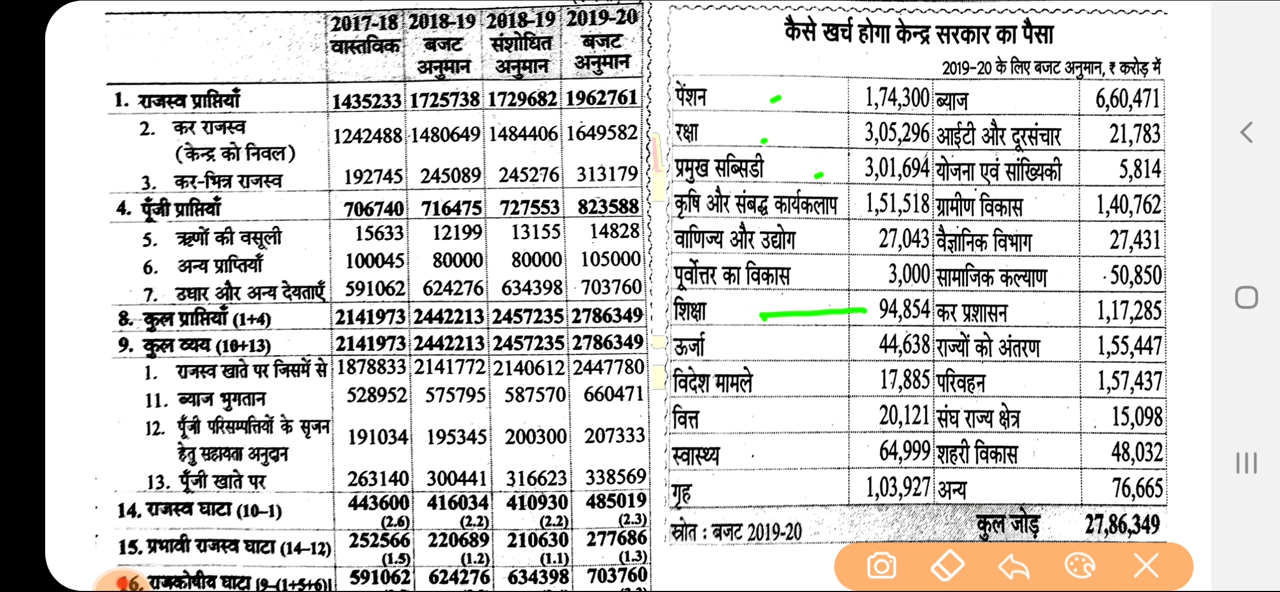 2017-18 2018-19 2018-19 2019-20
वास्तविक बजट संशोधित बजट
अनुमान अनुमान अनुमान
1. राजस्व प्राप्तियाँ 1435233 1725738 1729682 1962761
2. कर राजस्व 1242488 1480649 1484406 1649582
(केन्द्र को निवल)
3. कर-भिन्न राजस्व 192745 245089 245276 313179
4. पूँजी प्राप्तियाँ 706740 716475 727553 823588
5. ऋणों की वसूली 15633 12199 13155 14828
6. अन्य प्राप्तियाँ 100045 80000 80000 105000
7. उधार और अन्य देयताएँ 591062 624276 634398 703760
8. कुल प्राप्तियाँ (1+4) 2141973 2442213 2457235 2786349
9. कुल व्यय (10+13) 2141973 2442213 2457235 2786349
1. राजस्व खाते पर जिसमें से 1878833 2141772 2140612 2447780
11. ब्याज भुगतान 528952 575795 587570 660471
12. पूँजी परिसम्पत्तियों के सृजन 191034 195345 200300 207333
हेतु सहायता अनुदान
13. पूँजी खाते पर 263140 300441 316623 338569
14. राजस्व घाटा (10-1) 443600 416034 410930 485019
(2.6) (2.2) (2.2) (2.3)
15. प्रभावी राजस्व घाटा (14-12) 252566 220689 210630 277686
(1.5) (1.2) (1.1) (1.3)
16. राजकोषीय घाटा [9-(1+5+6)] 591062 624276 634398 703760
कैसे खर्च होगा केन्द्र सरकार का पैसा
2019-20 के लिए बजट अनुमान, ₹ करोड़ में
पेंशन 1,74,300 ब्याज 6,60,471
रक्षा 3,05,296 आईटी और दूरसंचार 21,783
प्रमुख सब्सिडी 3,01,694 योजना एवं सांख्यिकी 5,814
कृषि और संबद्ध कार्यकलाप 1,51,518 ग्रामीण विकास 1,40,762
वाणिज्य और उद्योग 27,043 वैज्ञानिक विभाग 27,431
पूर्वोत्तर का विकास 3,000 सामाजिक कल्याण 50,850
शिक्षा 94,854 कर प्रशासन 1,17,285
ऊर्जा 44,638 राज्यों को अंतरण 1,55,447
विदेश मामले 17,885 परिवहन 1,57,437
वित्त 20,121 संघ राज्य क्षेत्र 15,098
स्वास्थ्य 64,999 शहरी विकास 48,032
गृह 1,03,927 अन्य 76,665
स्रोत : बजट 2019-20 कुल जोड़ 27,86,349